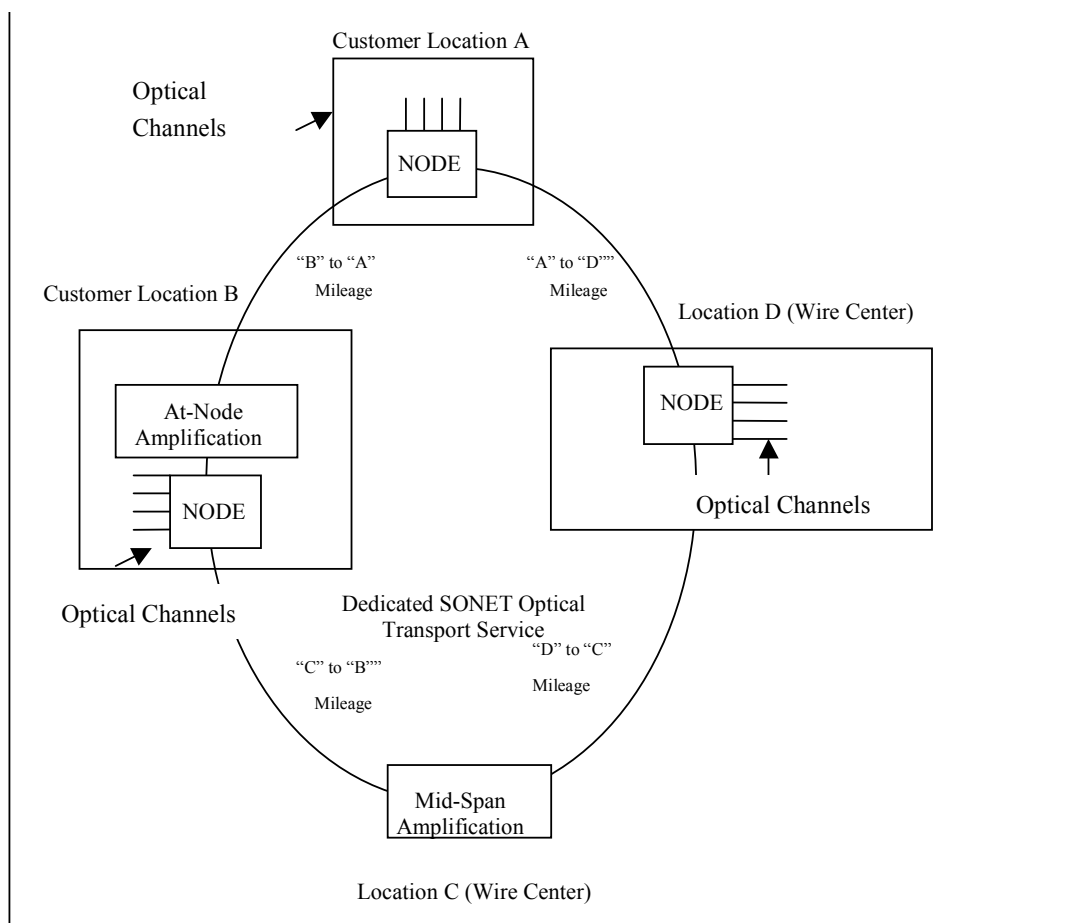 Customer Location A
Optical
Channels
NODE
“B” to “A”
Mileage
“A” to “D””
Mileage
Customer Location B
Location D (Wire Center)
At-Node
Amplification
NODE
NODE
Optical Channels
Optical Channels
Dedicated SONET Optical
Transport Service
“D” to “C”
Mileage
“C” to “B””
Mileage
Mid-Span
Amplification
Location C (Wire Center)